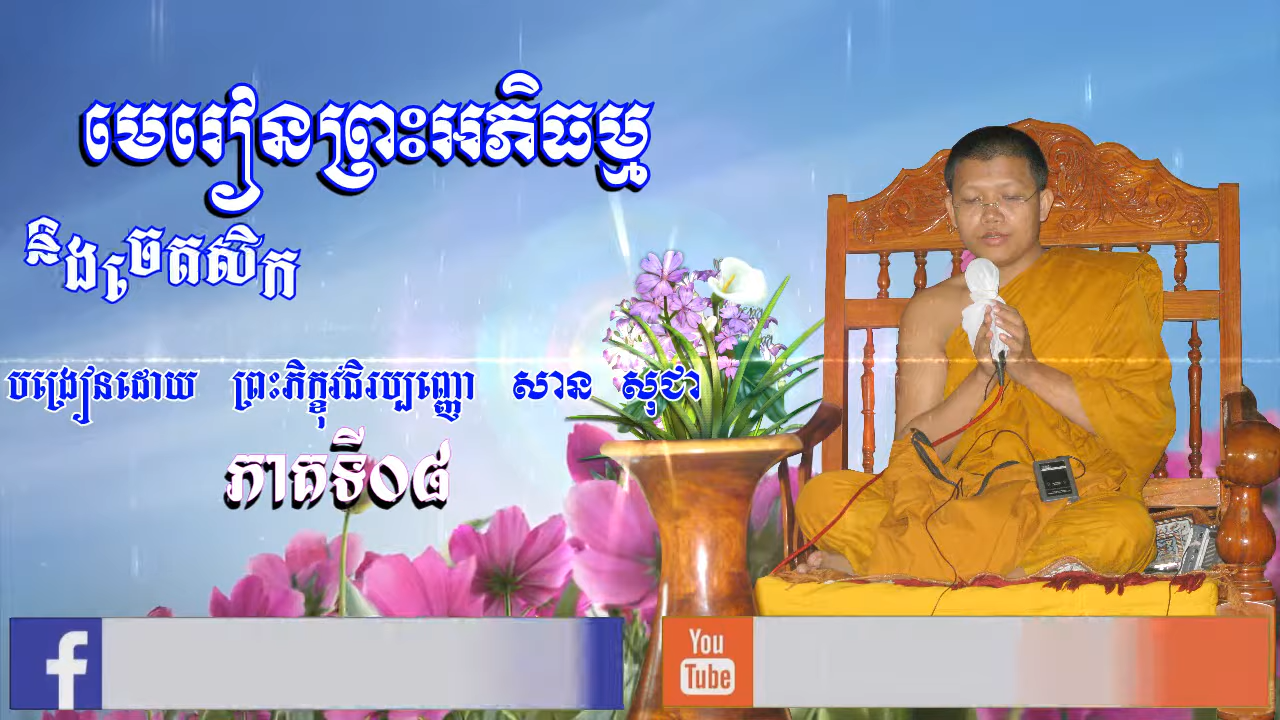 មេរៀនព្រះអភិធម្ម
និងចេតសិក
បង្រៀនដោយ ព្រះភិក្ខុវជិរប្បញ្ញោ សាន សុជា
ភាគទី០៨
f
You
Tube